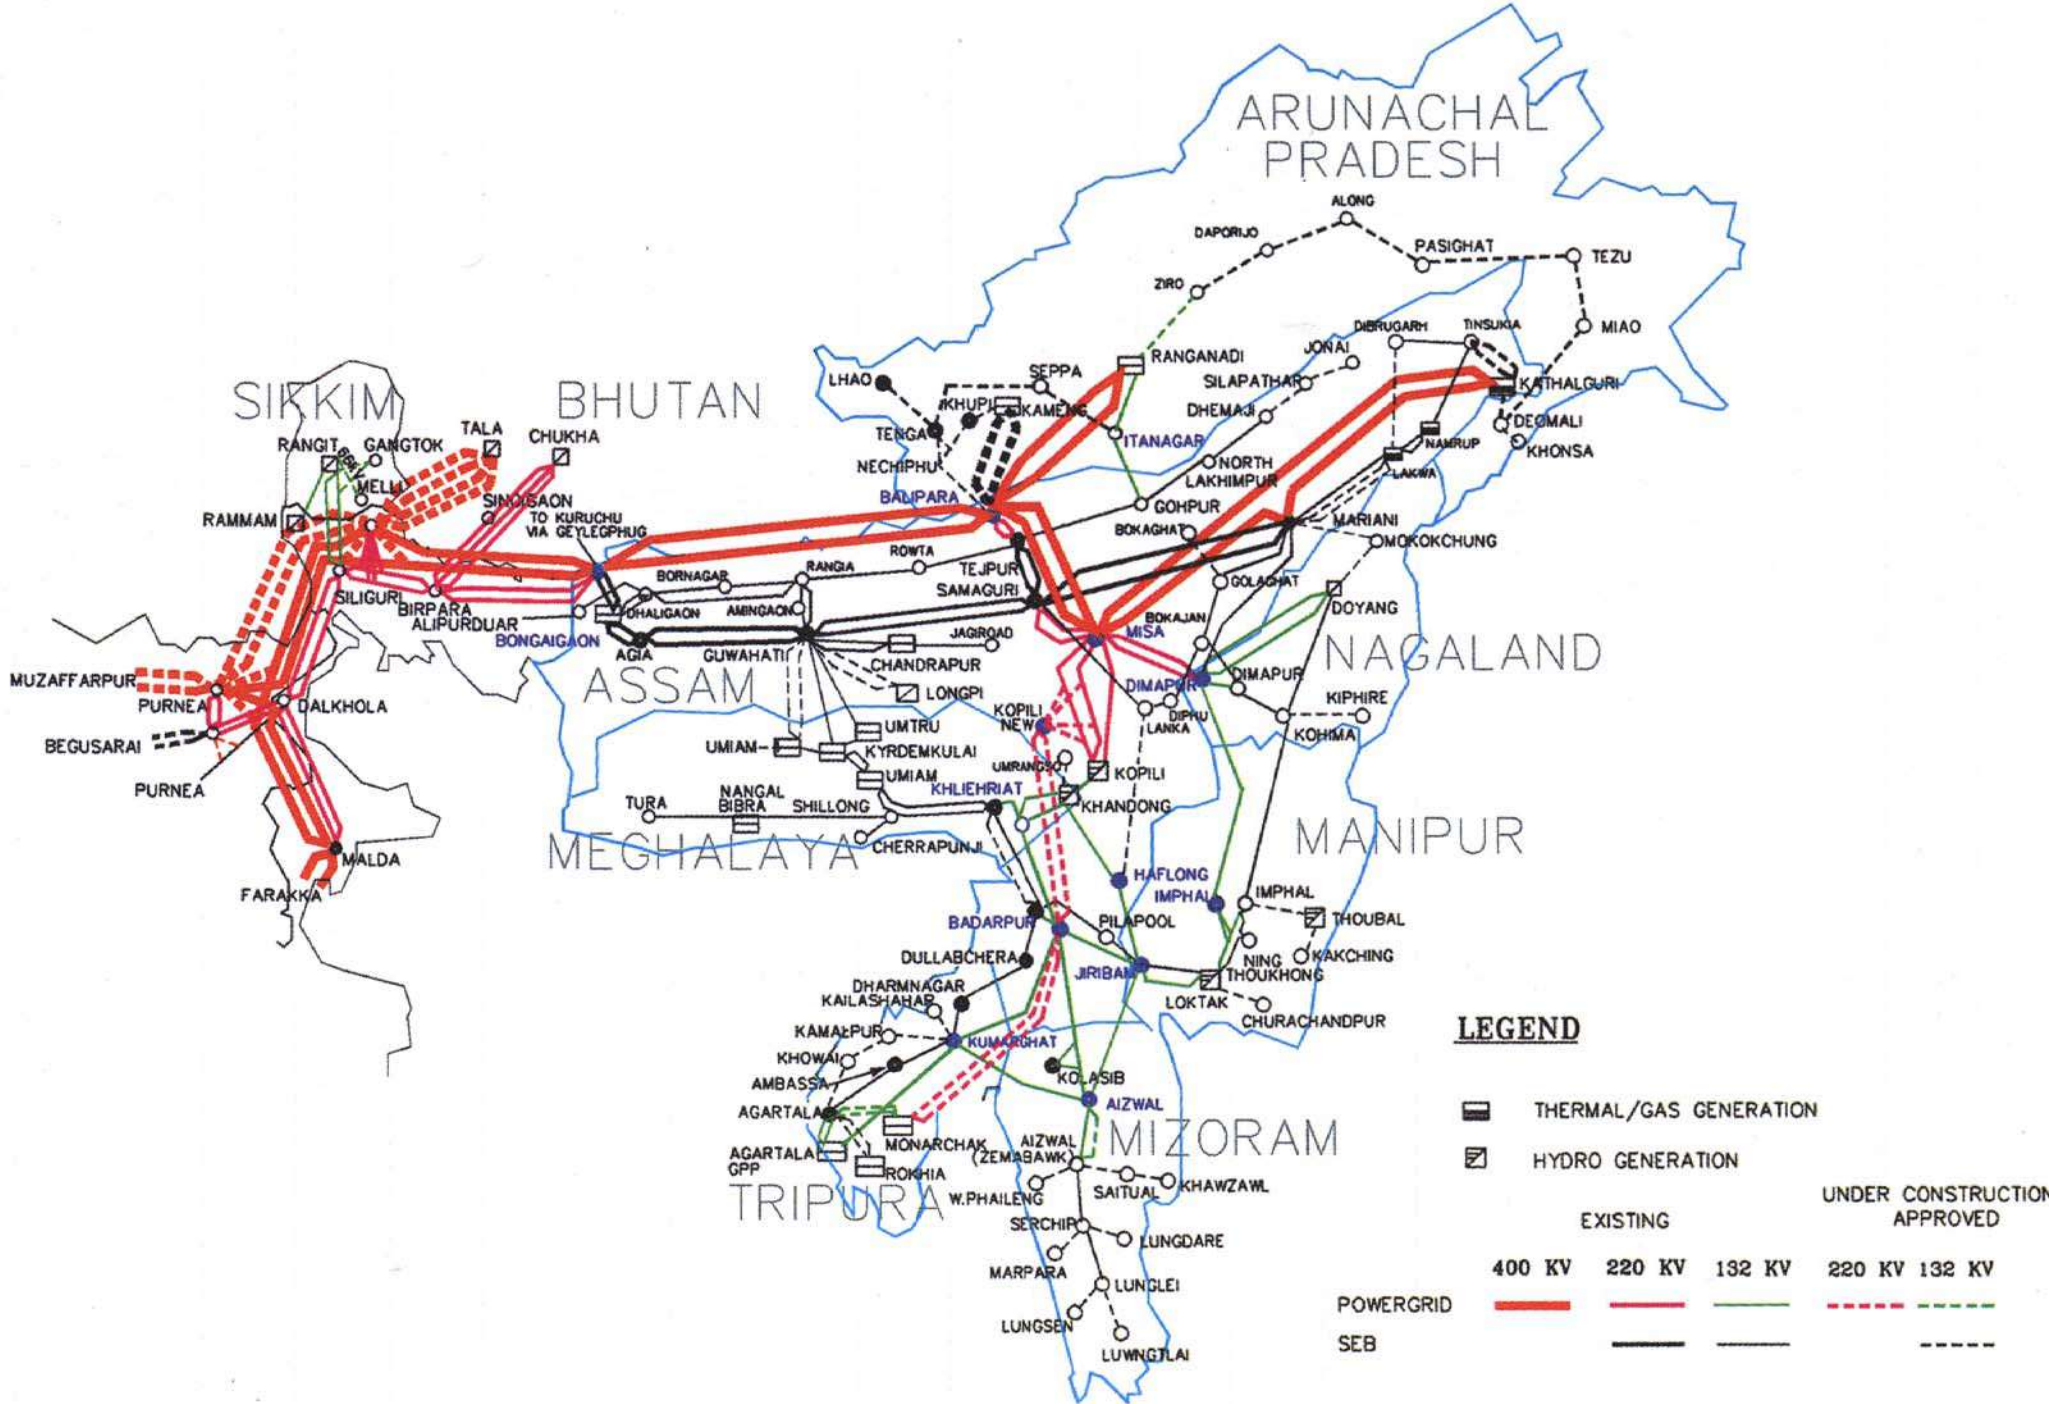 ARUNACHAL
PRADESH
ALONG
DAPORIJO
PASIGHAT
TEZU
ZIRO
MIAO
DIBRUGARH
TINSUKIA
RANGANADI
JONAI
SEPPA
LHAO
SILAPATHAR
KATHALGURI
SIKKIM
BHUTAN
KHUPI
KAMENG
DHEMAJI
DEOMALI
TALA
CHUKHA
TENGA
ITANAGAR
NAMRUP
KHONSA
RANGIT
GANGTOK
66KV
NECHIPHU
NORTH
LAKHIMPUR
LAKWA
MELLI
BALIPARA
SINGIGAON
GOHPUR
RAMMAM
TO KURUCHU
VIA GEYLEGPHUG
BOKAGHAT
MARIANI
MOKOKCHUNG
ROWTA
RANGIA
TEJPUR
BORNAGAR
GOLAGHAT
SILIGURI
BIRPARA
SAMAGURI
AMINGAON
DHALIGAON
DOYANG
ALIPURDUAR
BOKAJAN
BONGAIGAON
JAGIROAD
MISA
AGIA
GUWAHATI
CHANDRAPUR
NAGALAND
MUZAFFARPUR
ASSAM
DIMAPUR
DIMAPUR
LONGPI
PURNEA
DALKHOLA
KOPILI
NEW
DIPHU
LANKA
KIPHIRE
UMTRU
KOHIMA
BEGUSARAI
UMIAM
KYRDEMKULAI
UMRANGSOY
KOPILI
UMIAM
PURNEA
NANGAL
BIBRA
KHLIEHRIAT
TURA
SHILLONG
KHANDONG
MEGHALAYA
CHERRAPUNJI
MANIPUR
MALDA
HAFLONG
FARAKKA
IMPHAL
IMPHAL
BADARPUR
PILAPOOL
THOUBAL
DULLABCHERA
NING
KAKCHING
JIRIBAM
THOUKHONG
DHARMNAGAR
KAILASHAHAR
LOKTAK
CHURACHANDPUR
KAMALPUR
KUMARGHAT
KHOWAI
AMBASSA
KOLASIB
AGARTALA
AIZWAL
MONARCHAK
AIZWAL
(ZEMABAWK)
MIZORAM
AGARTALA
GPP
ROKHIA
TRIPURA
W.PHAILENG
SAITUAL
KHAWZAWL
SERCHIP
LUNGDARE
MARPARA
LUNGLEI
LUNGSEN
LUWNGTLAI
LEGEND
THERMAL/GAS GENERATION
HYDRO GENERATION
EXISTING
UNDER CONSTRUCTION
APPROVED
400 KV 220 KV 132 KV 220 KV 132 KV
POWERGRID
SEB